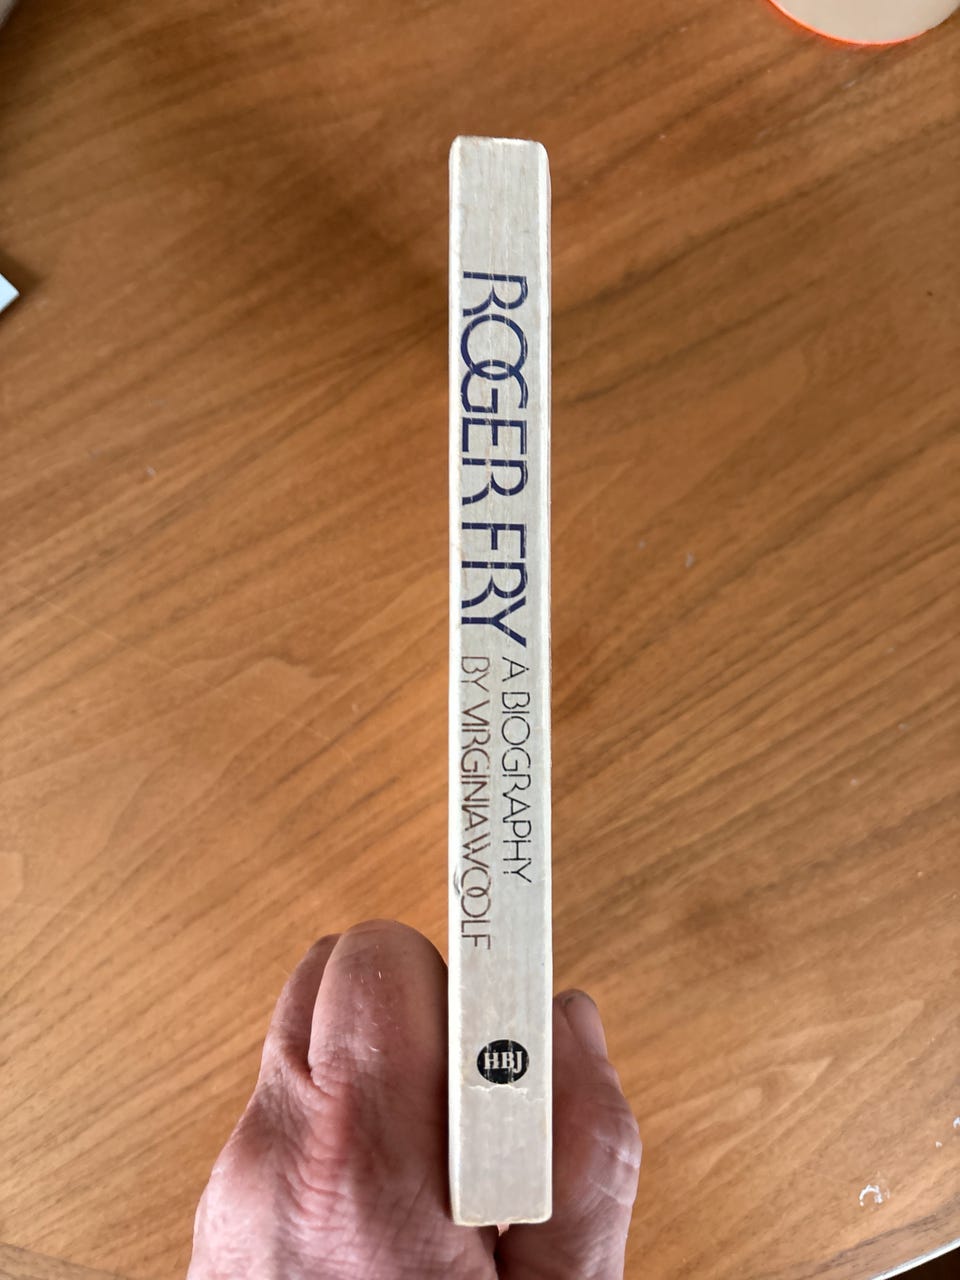 ROGER FRY
A BIOGRAPHY
BY VIRGINIA WOOLF
HBJ